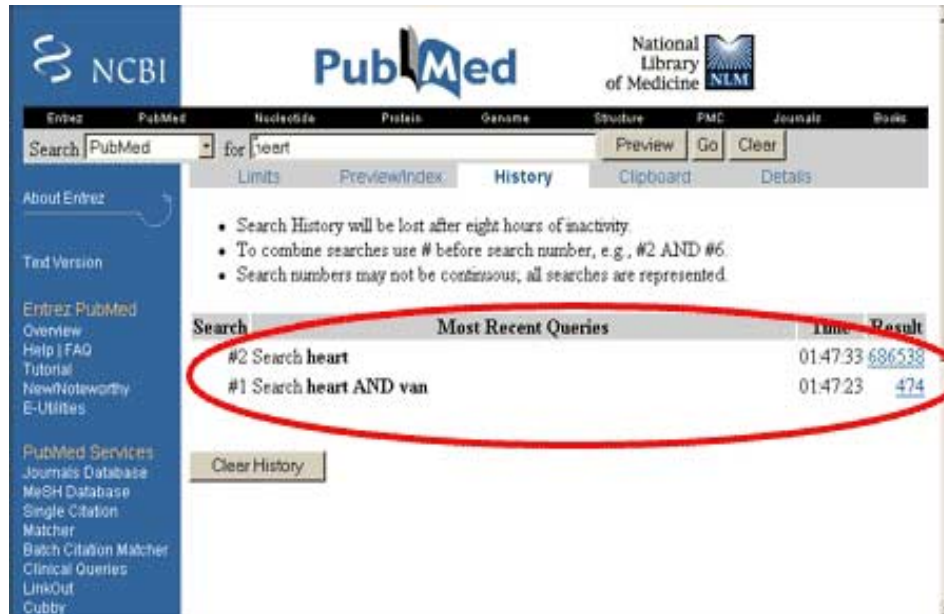 NCBI
PubMed
National
Library
of Medicine NLM
Entrez PubMed Nucleotide Protein Genome Structure PMC Journals Books
Search PubMed for heart Preview Go Clear
Limits Preview/Index History Clipboard Details
About Entrez
• Search History will be lost after eight hours of inactivity.
• To combine searches use # before search number, e.g., #2 AND #6.
• Search numbers may not be continuous; all searches are represented.
Text Version
Entrez PubMed
Overview
Help | FAQ
Tutorial
New/Noteworthy
E-Utilities
Search Most Recent Queries Time Result
#2 Search heart 01:47:33 686538
#1 Search heart AND van 01:47:23 474
Clear History
PubMed Services
Journals Database
MeSH Database
Single Citation
Matcher
Batch Citation Matcher
Clinical Queries
LinkOut
Cubby